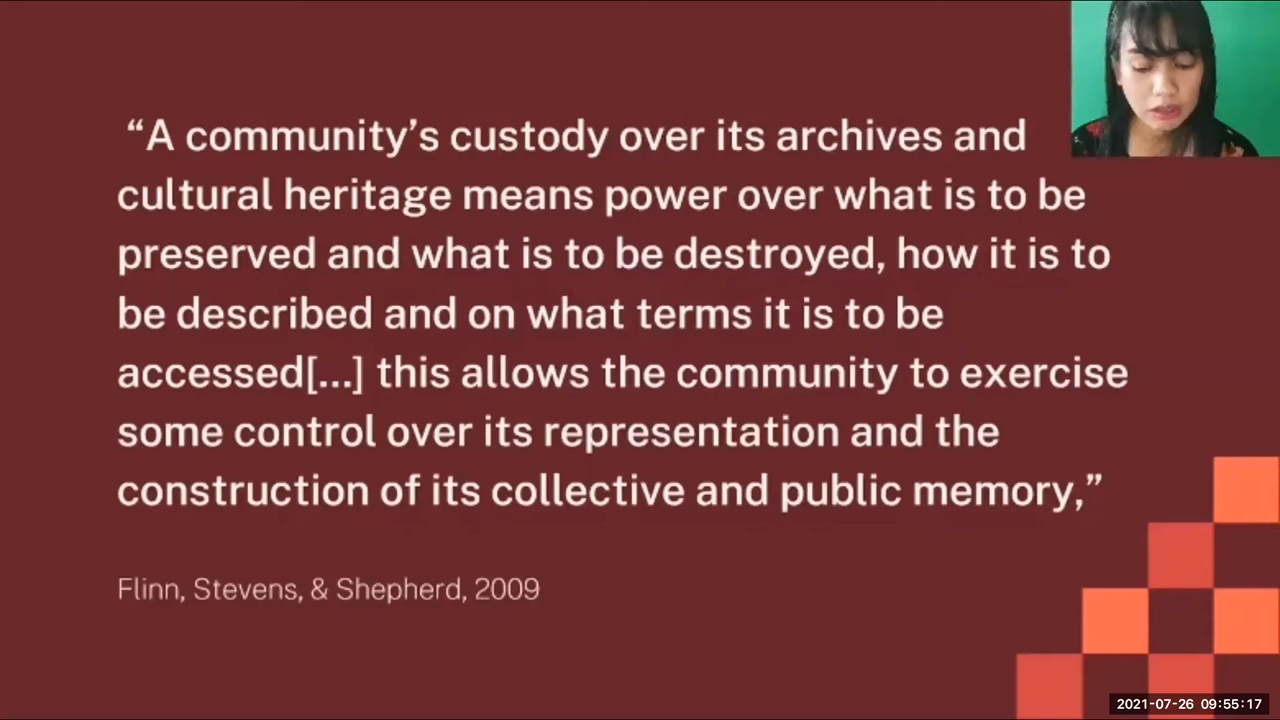 “A community’s custody over its archives and
cultural heritage means power over what is to be
preserved and what is to be destroyed, how it is to
be described and on what terms it is to be
accessed[...] this allows the community to exercise
some control over its representation and the
construction of its collective and public memory,”
Flinn, Stevens, & Shepherd, 2009
2021-07-26 09:55:17